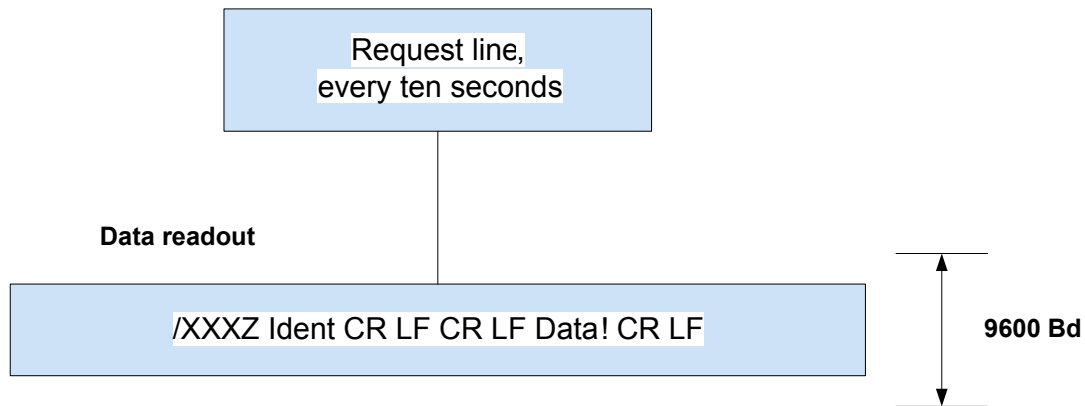 Request line,
every ten seconds
Data readout
/XXXZ Ident CR LF CR LF Data! CR LF
9600 Bd